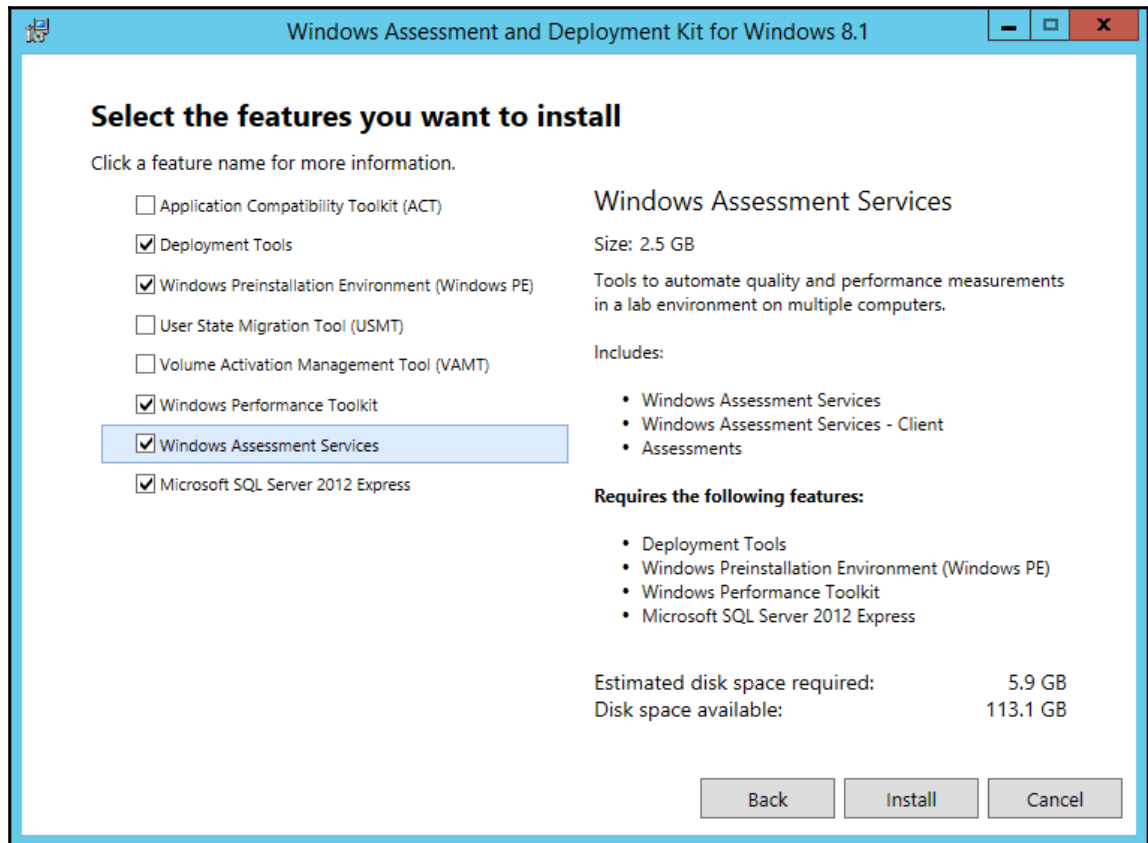 Windows Assessment and Deployment Kit for Windows 8.1
Select the features you want to install
Click a feature name for more information.
Application Compatibility Toolkit (ACT)
Deployment Tools
Windows Preinstallation Environment (Windows PE)
User State Migration Tool (USMT)
Volume Activation Management Tool (VAMT)
Windows Performance Toolkit
Windows Assessment Services
Microsoft SQL Server 2012 Express
Windows Assessment Services
Size: 2.5 GB
Tools to automate quality and performance measurements
in a lab environment on multiple computers.
Includes:
• Windows Assessment Services
• Windows Assessment Services - Client
• Assessments
Requires the following features:
• Deployment Tools
• Windows Preinstallation Environment (Windows PE)
• Windows Performance Toolkit
• Microsoft SQL Server 2012 Express
Estimated disk space required: 5.9 GB
Disk space available: 113.1 GB
Back Install Cancel